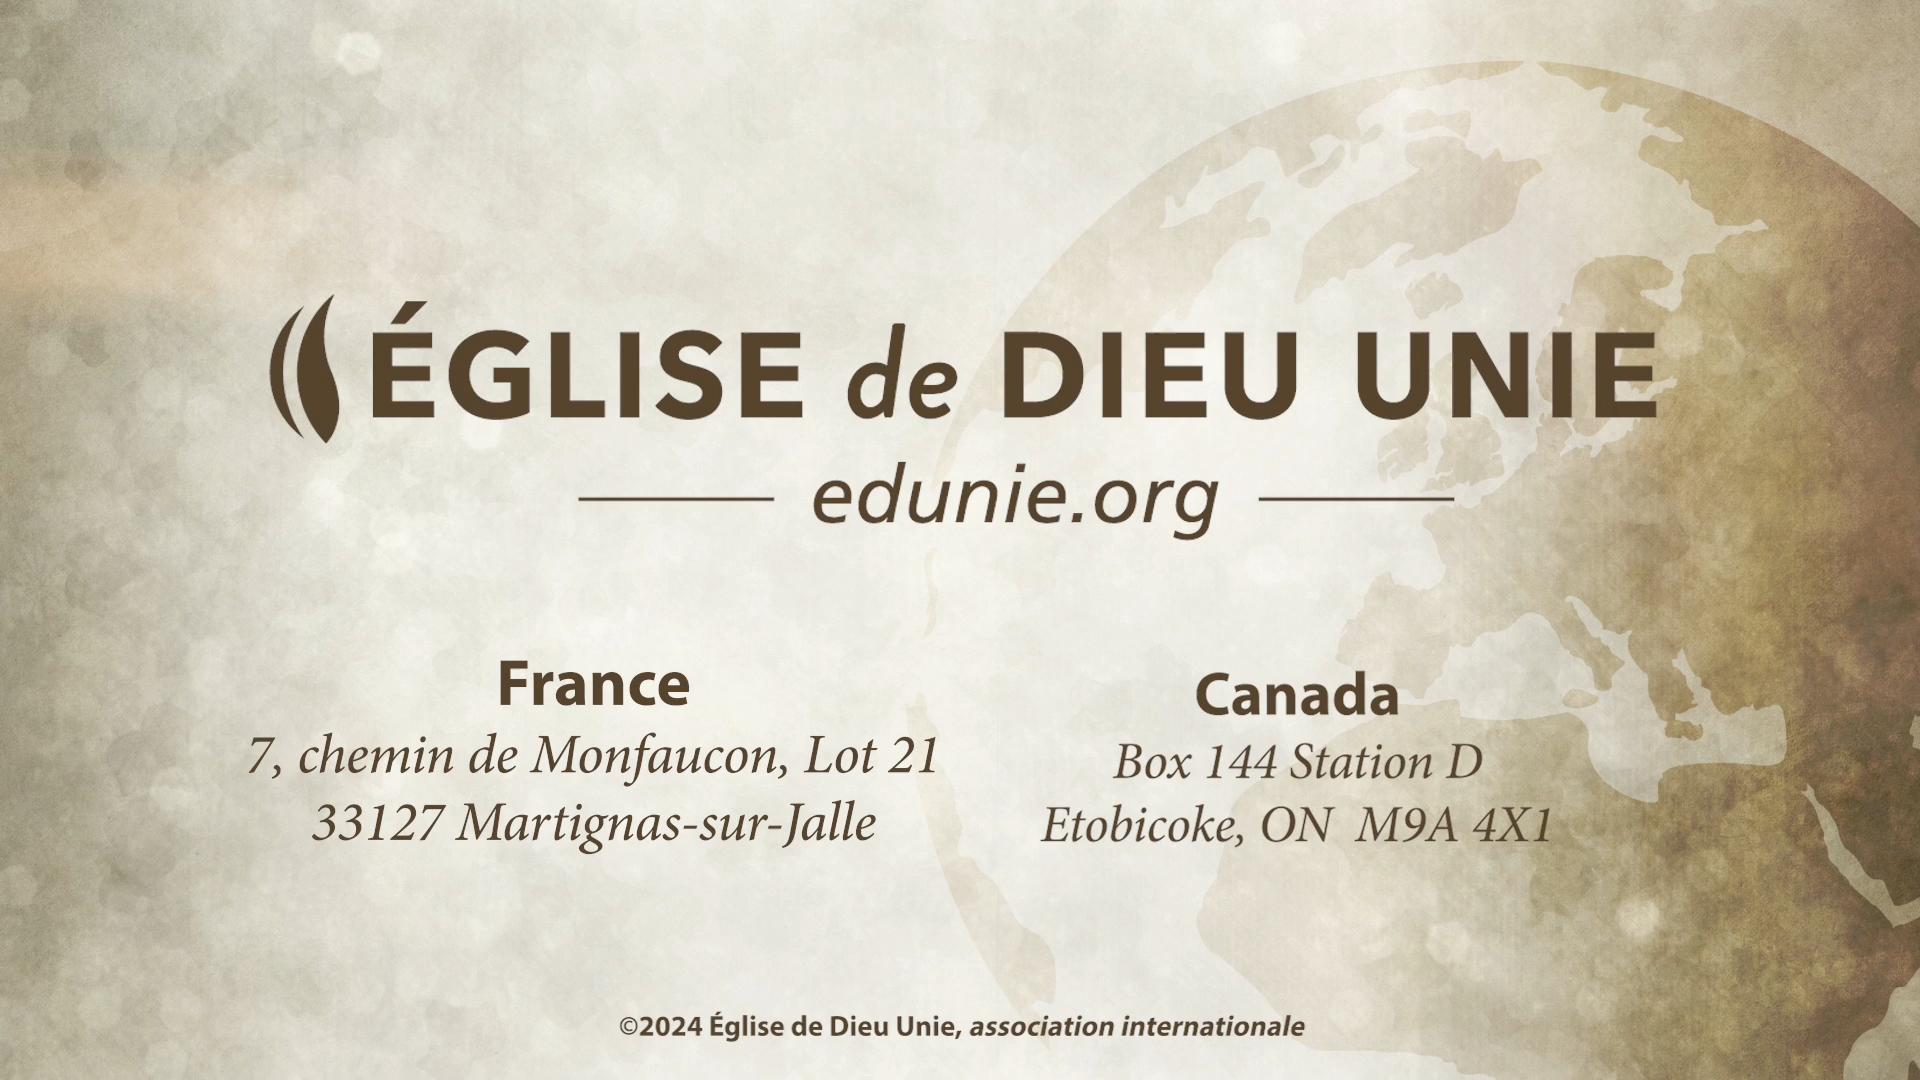 ÉGLISE de DIEU UNIE
edunie.org
France
7, chemin de Monfaucon, Lot 21
33127 Martignas-sur-Jalle
Canada
Box 144 Station D
Etobicoke, ON  M9A 4X1
©2024 Église de Dieu Unie, association internationale